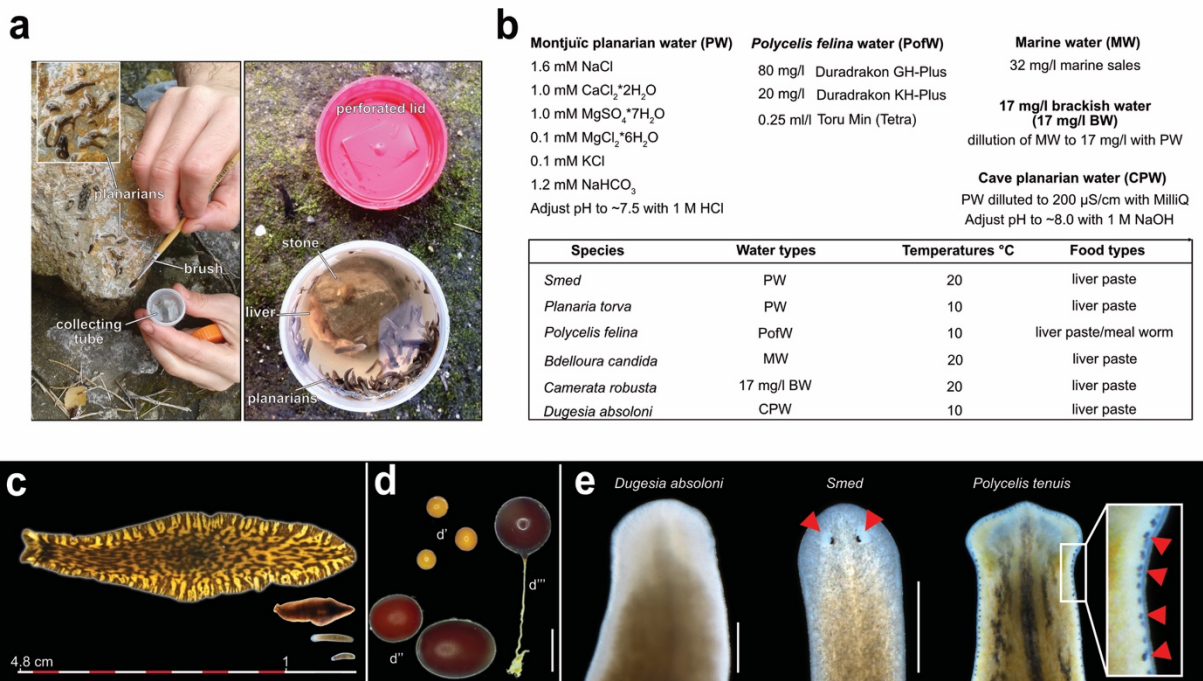 a
planarians
brush
collecting
tube
perforated lid
stone
liver
planarians
b
Montjuïc planarian water (PW)
1.6 mM NaCl
1.0 mM CaCl₂*2H₂O
1.0 mM MgSO₄*7H₂O
0.1 mM MgCl₂*6H₂O
0.1 mM KCl
1.2 mM NaHCO₃
Adjust pH to ~7.5 with 1 M HCl
Polycelis felina water (PofW)
80 mg/l Duradrakon GH-Plus
20 mg/l Duradrakon KH-Plus
0.25 ml/l Toru Min (Tetra)
Marine water (MW)
32 mg/l marine sales
17 mg/l brackish water
(17 mg/l BW)
dillution of MW to 17 mg/l with PW
Cave planarian water (CPW)
PW dilluted to 200 µS/cm with MilliQ
Adjust pH to ~8.0 with 1 M NaOH
Species Water types Temperatures °C Food types
Smed PW 20 liver paste
Planaria torva PW 10 liver paste
Polycelis felina PofW 10 liver paste/meal worm
Bdelloura candida MW 20 liver paste
Camerata robusta 17 mg/l BW 20 liver paste
Dugesia absoloni CPW 10 liver paste
c
4.8 cm 1
d
d'
d'''
d''
e
Dugesia absoloni
Smed
Polycelis tenuis